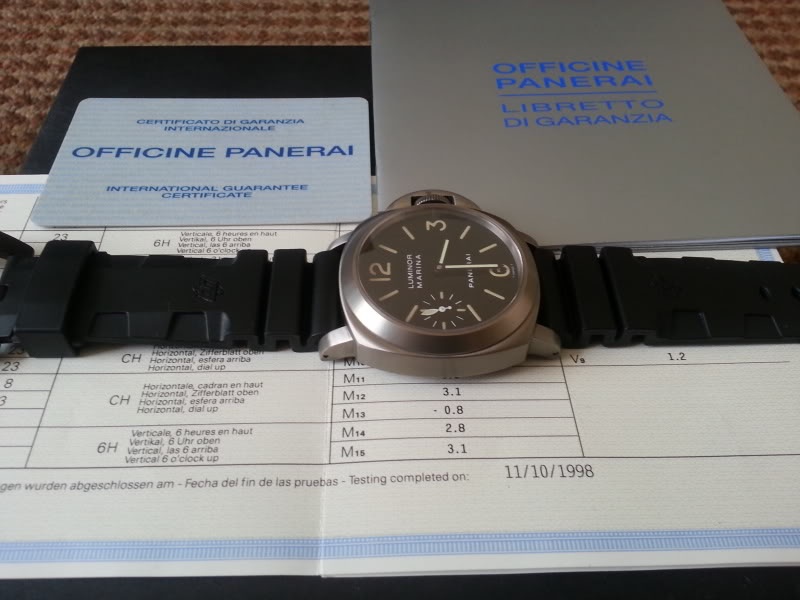 OFFICINE
PANERAI
LIBRETTO
DI GARANZIA
CERTIFICATO DI GARANZIA
INTERNAZIONALE
OFFICINE PANERAI
INTERNATIONAL GUARANTEE
CERTIFICATE
23
6H
Verticale, 6 heures en haut
Vertikal, 6 Uhr oben
Vertical, las 6 arriba
Vertical 6 o'clock up
12
3
LUMINOR
MARINA
PANERAI
23
CH
Horizontal, Zifferblatt oben
Horizontal, esfera arriba
Horizontal, dial up
8
3
CH
Horizontale, cadran en haut
Horizontal, Zifferblatt oben
Horizontal, esfera arriba
Horizontal, dial up
6H
Verticale, 6 heures en haut
Vertikal, 6 Uhr oben
Vertical, las 6 arriba
Vertical 6 o'clock up
M11
M12 3.1
M13 - 0.8
M14 2.8
M15 3.1
1.2
gen wurden abgeschlossen am - Fecha del fin de las pruebas - Testing completed on: 11/10/1998